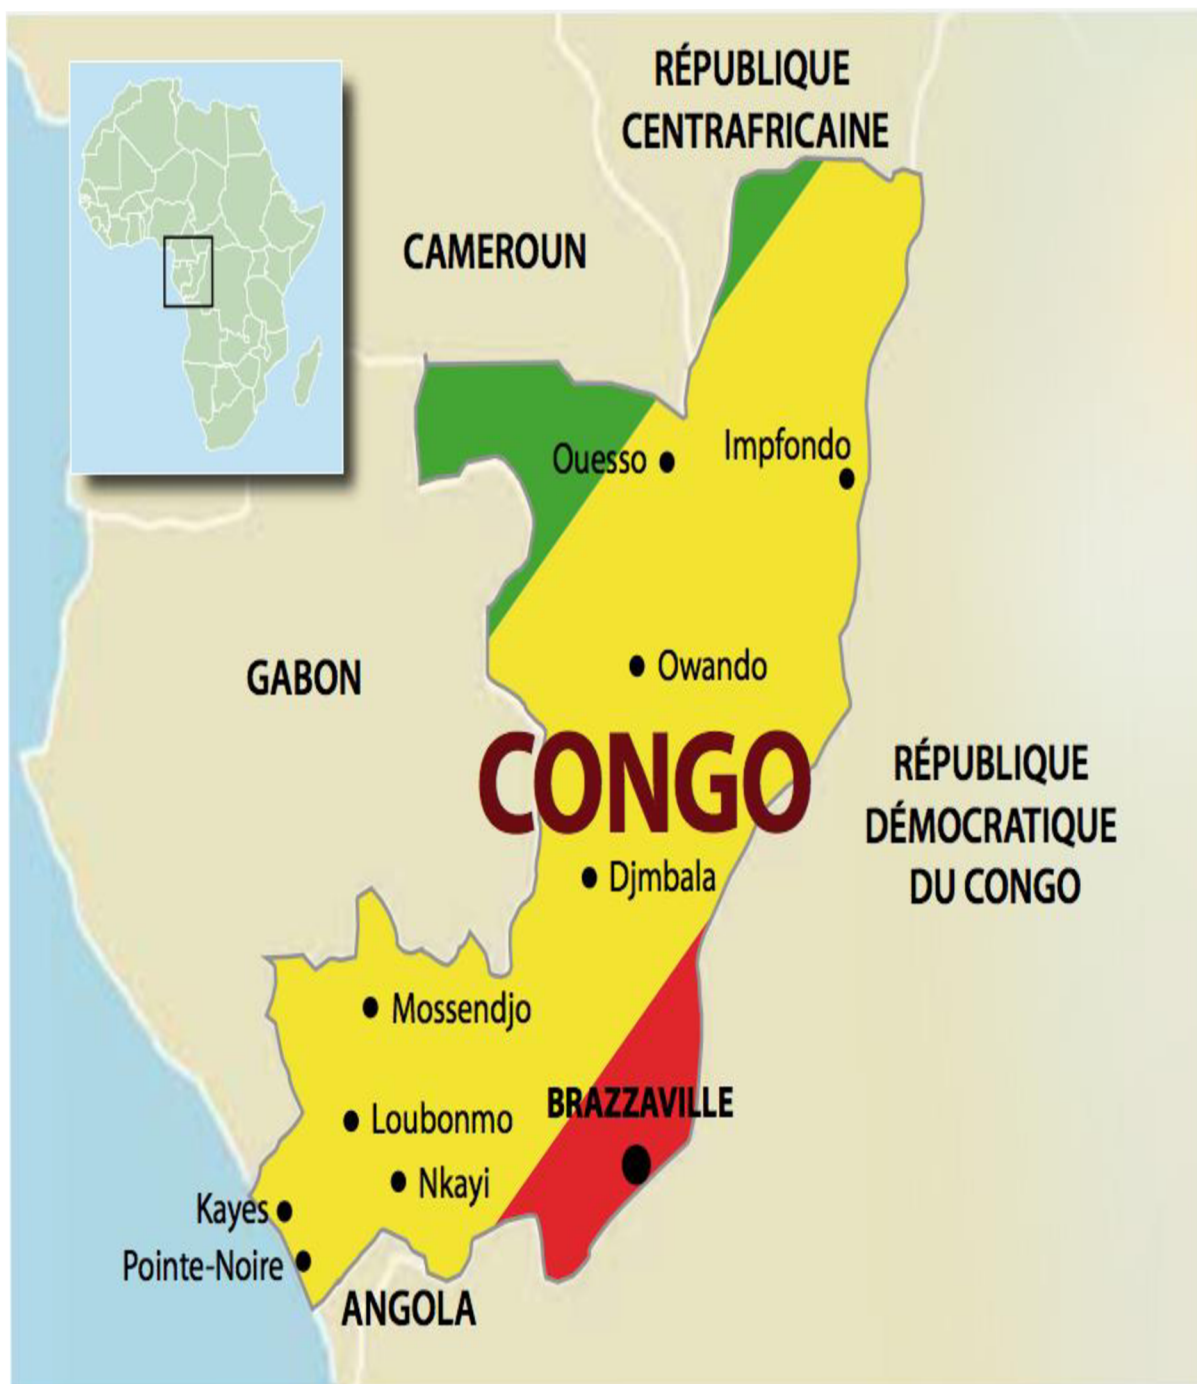 RÉPUBLIQUE
CENTRAFRICAINE
CAMEROUN
Ouesso
Impfondo
Owando
GABON
CONGO
RÉPUBLIQUE
DÉMOCRATIQUE
DU CONGO
Djmbala
Mossendjo
BRAZZAVILLE
Loubonmo
Nkayi
Kayes
Pointe-Noire
ANGOLA